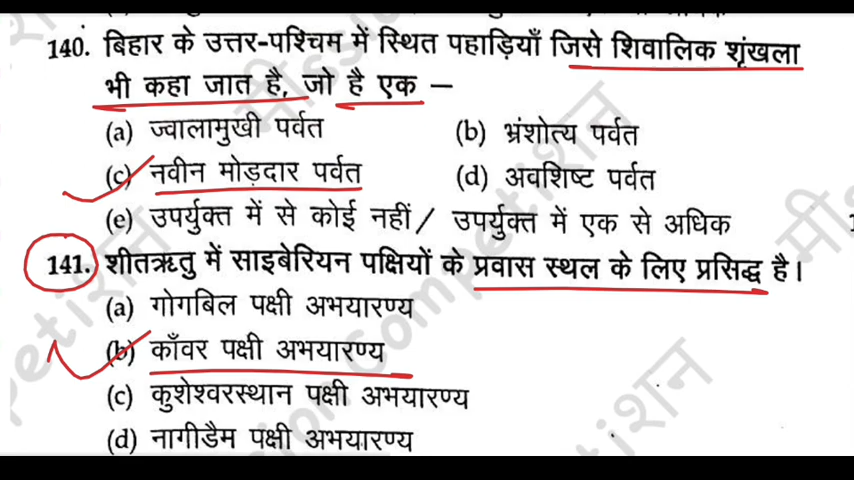 140. बिहार के उत्तर-पश्चिम में स्थित पहाड़ियाँ जिसे शिवालिक शृंखला
भी कहा जात है, जो है एक –
(a) ज्वालामुखी पर्वत (b) भ्रंशोत्थ पर्वत
(c) नवीन मोड़दार पर्वत (d) अवशिष्ट पर्वत
(e) उपर्युक्त में से कोई नहीं / उपर्युक्त में एक से अधिक
141. शीतऋतु में साइबेरियन पक्षियों के प्रवास स्थल के लिए प्रसिद्ध है।
(a) गोगबिल पक्षी अभयारण्य
(b) काँवर पक्षी अभयारण्य
(c) कुशेश्वरस्थान पक्षी अभयारण्य
(d) नागीडैम पक्षी अभयारण्य